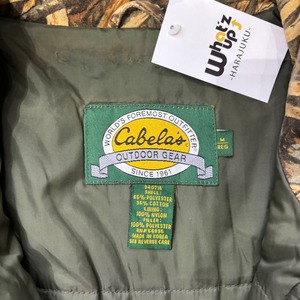 What'z
up?
-HARAJUKU-
WORLD'S FOREMOST OUTFITTER
Cabela's
OUTDOOR GEAR
SINCE 1961
M
REG
SHELL:
65% POLYESTER
35% COTTON
LINING:
100% NYLON
FILLER:
100% POLYESTER
MADE IN KOREA
SEE REVERSE CARE